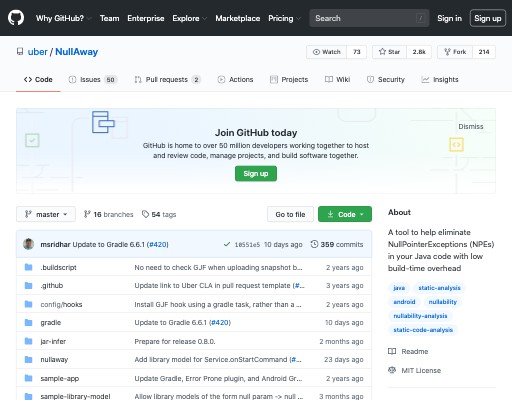 Why GitHub? Team Enterprise Explore Marketplace Pricing Search / Sign in Sign up
uber / NullAway Watch 73 Star 2.8k Fork 214
Code Issues 50 Pull requests 2 Actions Projects Wiki Security Insights
Dismiss
Join GitHub today
GitHub is home to over 50 million developers working together to host
and review code, manage projects, and build software together.
Sign up
master 16 branches 54 tags Go to file Code
msridhar Update to Gradle 6.6.1 (#420) 10551e5 10 days ago 359 commits
.buildscript No need to check GJF when uploading snapshot b... 2 years ago
.github Update link to Uber CLA in pull request template (#... 3 years ago
config/hooks Install GJF hook using a gradle task, rather than a ... 2 years ago
gradle Update to Gradle 6.6.1 (#420) 10 days ago
jar-infer Prepare for release 0.8.0. 2 months ago
nullaway Add library model for Service.onStartCommand (#... 23 days ago
sample-app Update Gradle, Error Prone plugin, and Android Gr... 2 years ago
sample-library-model Allow library models of the form null param -> null ... 3 months ago
About
A tool to help eliminate
NullPointerExceptions (NPEs)
in your Java code with low
build-time overhead
java static-analysis
android nullability
nullability-analysis
static-code-analysis
Readme
MIT License